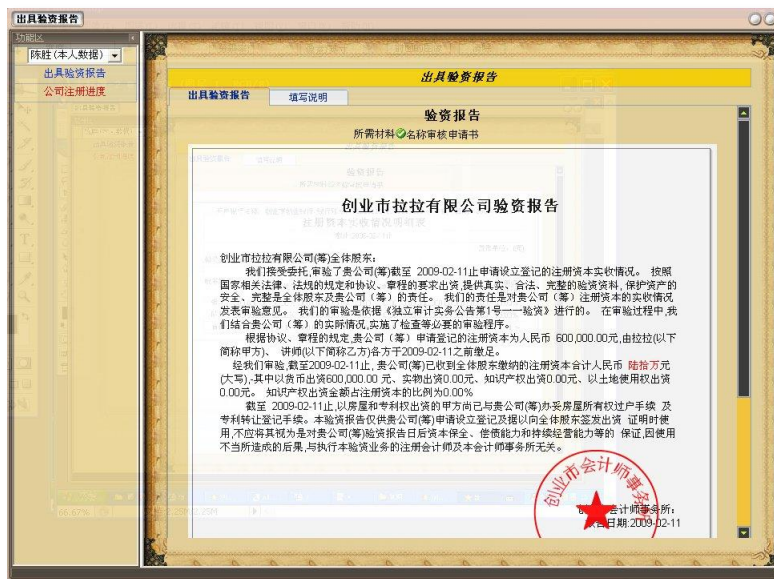 出具验资报告
功能区
陈胜(本人数据)
出具验资报告
公司注册进度
出具验资报告
出具验资报告
填写说明
验资报告
所需材料 名称审核申请书
创业市拉拉有限公司验资报告
创业市拉拉有限公司(筹)全体股东：
我们接受委托,审验了贵公司(筹)截至 2009-02-11止申请设立登记的注册资本实收情况。 按照
国家相关法律、法规的规定和协议、章程的要求出资,提供真实、合法、完整的验资资料, 保护资产的
安全、完整是全体股东及贵公司（筹）的责任。 我们的责任是对贵公司（筹）注册资本的实收情况
发表审验意见。 我们的审验是依据《独立审计实务公告第1号一一验资》进行的。 在审验过程中,我
们结合贵公司（筹）的实际情况,实施了检查等必要的审验程序。
根据协议、章程的规定,贵公司（筹）申请登记的注册资本为人民币 600,000.00元,由拉拉(以下
简称甲方)、 讲师(以下简称乙方)各方于2009-02-11之前缴足。
经我们审验,截至2009-02-11止, 贵公司(筹)已收到全体股东缴纳的注册资本合计人民币 陆拾万元
(大写),其中以货币出资600,000.00 元、实物出资0.00元、知识产权出资0.00元、以土地使用权出资
0.00元。 知识产权出资金额占注册资本的比例为0.00%
截至 2009-02-11止,以房屋和专利权出资的甲方尚已与贵公司(筹)办妥房屋所有权过户手续 及
专利转让登记手续。本验资报告仅供贵公司(筹)申请设立登记及据以向全体股东签发出资 证明时使
用,不应将其视为是对贵公司(筹)验资报告日后资本保全、偿债能力和持续经营能力等的 保证,因使用
不当所造成的后果,与执行本验资业务的注册会计师及本会计师事务所无关。
创业市会计师事务所
会计师事务所：
日期:2009-02-11
66.67%